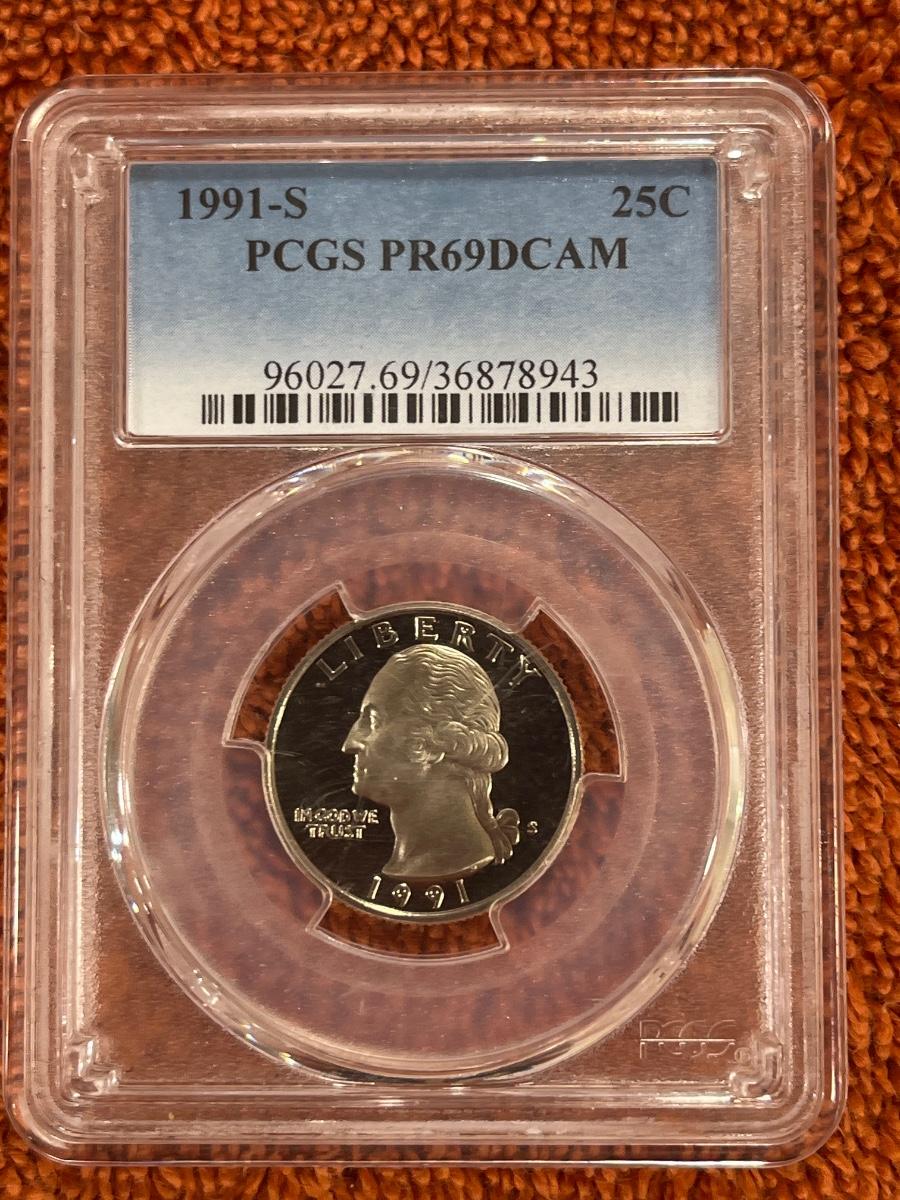 1991-S 25C
PCGS PR69DCAM
96027.69/36878943
LIBERTY
IN GOD WE
TRUST
S
1991
PCGS